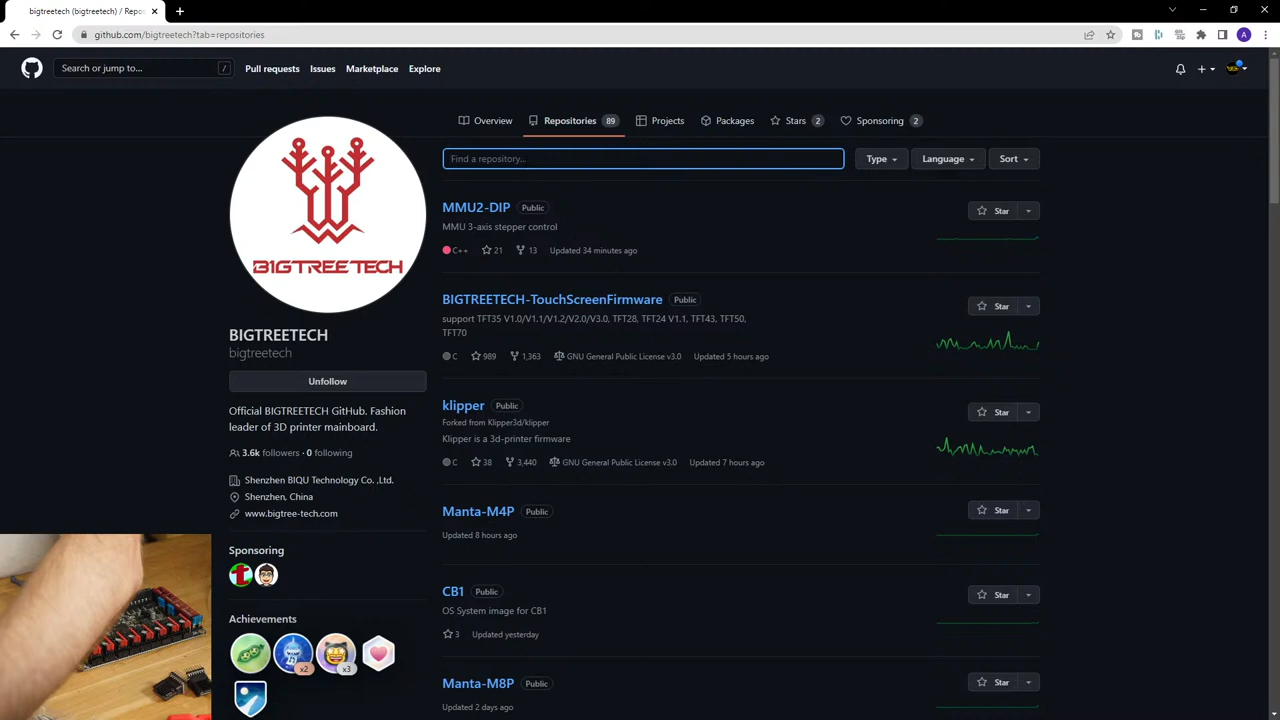 bigtreetech (bigtreetech) / Repos
github.com/bigtreetech?tab=repositories
A
Search or jump to...
/
Pull requests
Issues
Marketplace
Explore
Overview
Repositories 89
Projects
Packages
Stars 2
Sponsoring 2
Find a repository...
Type
Language
Sort
BIGTREETECH
BIGTREETECH
bigtreetech
Unfollow
Official BIGTREETECH GitHub. Fashion
leader of 3D printer mainboard.
3.6k followers · 0 following
Shenzhen BIQU Technology Co. ,Ltd.
Shenzhen, China
www.bigtree-tech.com
Sponsoring
Achievements
x2
x3
MMU2-DIP Public
MMU 3-axis stepper control
C++ 21 13 Updated 34 minutes ago
Star
BIGTREETECH-TouchScreenFirmware Public
support TFT35 V1.0/V1.1/V1.2/V2.0/V3.0, TFT28, TFT24 V1.1, TFT43, TFT50,
TFT70
C 989 1,363 GNU General Public License v3.0 Updated 5 hours ago
Star
klipper Public
Forked from Klipper3d/klipper
Klipper is a 3d-printer firmware
C 38 3,440 GNU General Public License v3.0 Updated 7 hours ago
Star
Manta-M4P Public
Updated 8 hours ago
Star
CB1 Public
OS System image for CB1
3 Updated yesterday
Star
Manta-M8P Public
Updated 2 days ago
Star